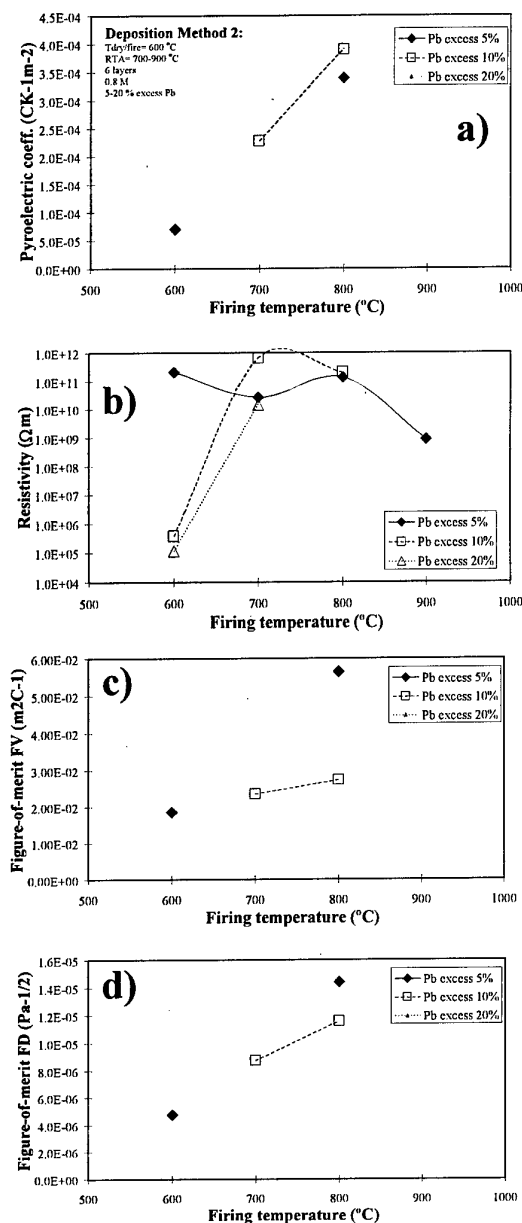 4.5E-04
4.0E-04
3.5E-04
3.0E-04
2.5E-04
2.0E-04
1.5E-04
1.0E-04
5.0E-05
0.0E+00
Pyroelectric coeff. (CK-1m-2)
Deposition Method 2:
Tdry/fire= 600 °C
RTA= 700-900 °C
6 layers
0.8 M
5-20 % excess Pb
Pb excess 5%
Pb excess 10%
Pb excess 20%
a)
500 600 700 800 900 1000
Firing temperature (°C)
1.0E+12
1.0E+11
1.0E+10
1.0E+09
1.0E+08
1.0E+07
1.0E+06
1.0E+05
1.0E+04
Resistivity (Ωm)
b)
Pb excess 5%
Pb excess 10%
Pb excess 20%
500 600 700 800 900 1000
Firing temperature (°C)
6.00E-02
5.00E-02
4.00E-02
3.00E-02
2.00E-02
1.00E-02
0.00E+00
Figure-of-merit FV (m2C-1)
c)
Pb excess 5%
Pb excess 10%
Pb excess 20%
500 600 700 800 900 1000
Firing temperature (°C)
1.6E-05
1.4E-05
1.2E-05
1.0E-05
8.0E-06
6.0E-06
4.0E-06
2.0E-06
0.0E+00
Figure-of-merit FD (Pa-1/2)
d)
Pb excess 5%
Pb excess 10%
Pb excess 20%
500 600 700 800 900 1000
Firing temperature (°C)